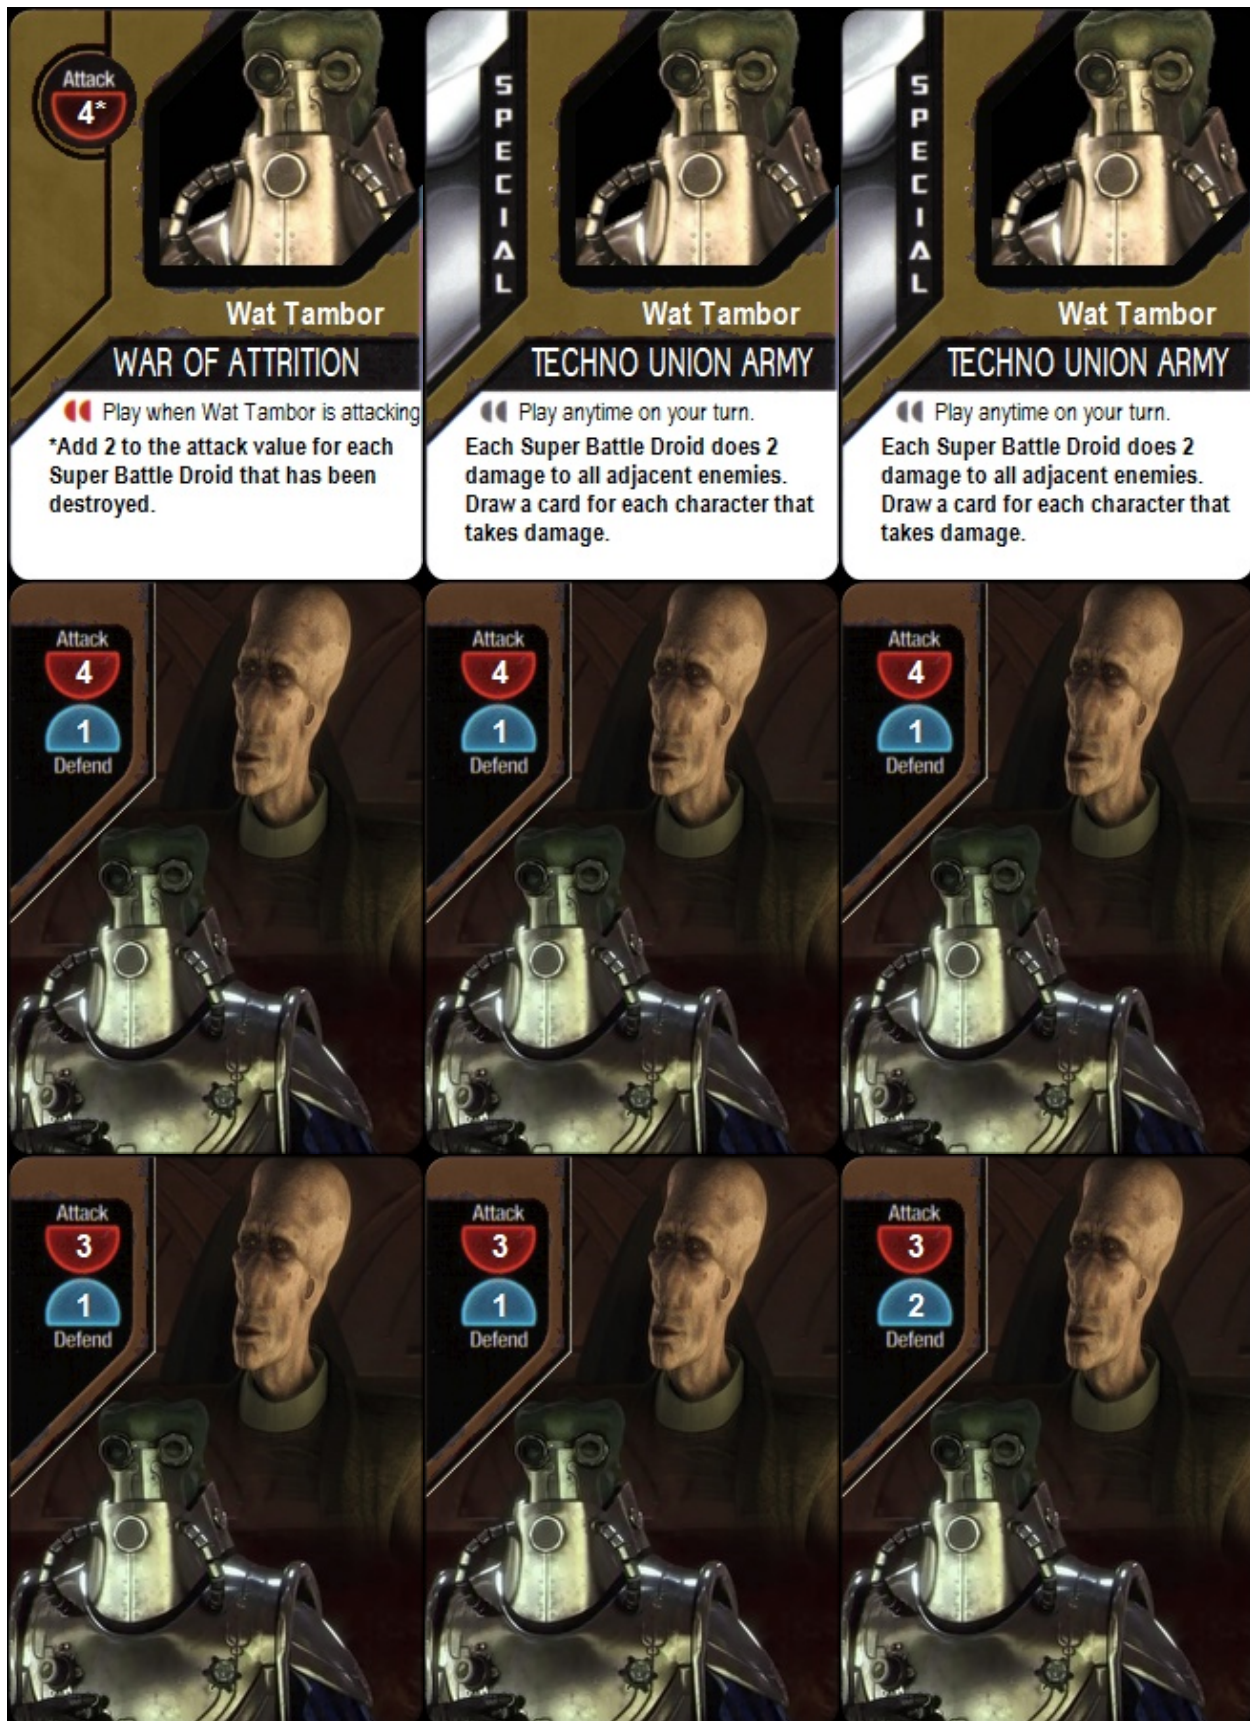 Attack
4*
Wat Tambor
WAR OF ATTRITION
Play when Wat Tambor is attacking
*Add 2 to the attack value for each
Super Battle Droid that has been
destroyed.
SPECIAL
Wat Tambor
TECHNO UNION ARMY
Play anytime on your turn.
Each Super Battle Droid does 2
damage to all adjacent enemies.
Draw a card for each character that
takes damage.
SPECIAL
Wat Tambor
TECHNO UNION ARMY
Play anytime on your turn.
Each Super Battle Droid does 2
damage to all adjacent enemies.
Draw a card for each character that
takes damage.
Attack
4
1
Defend
Attack
4
1
Defend
Attack
4
1
Defend
Attack
3
1
Defend
Attack
3
1
Defend
Attack
3
2
Defend